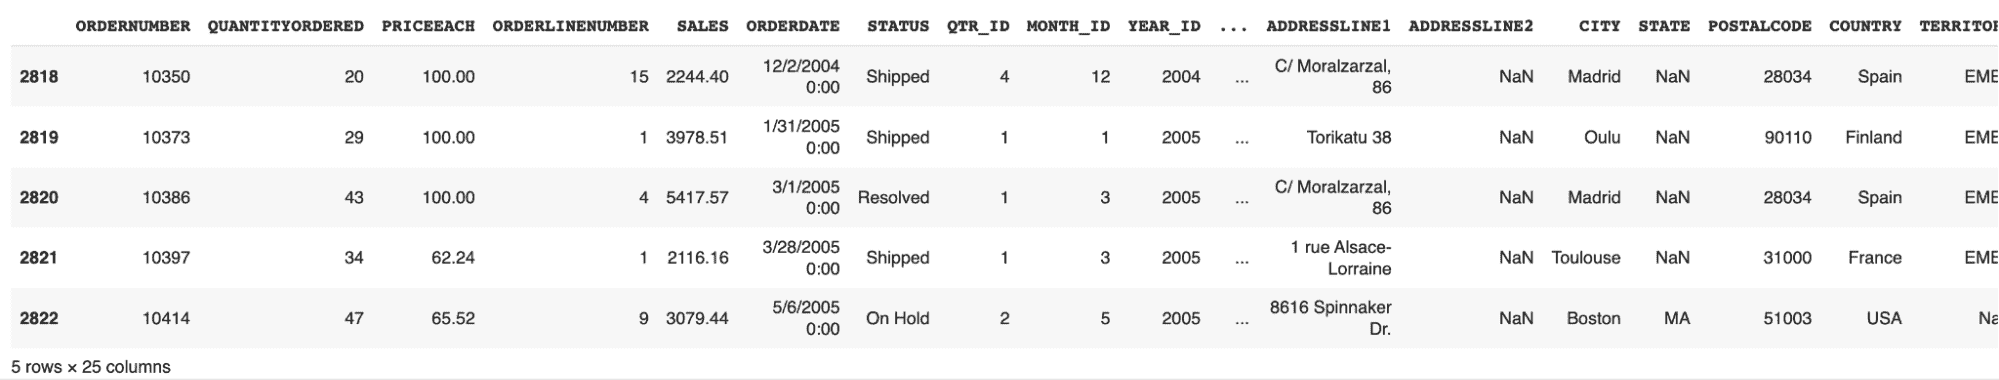 ORDERNUMBER QUANTITYORDERED PRICEEACH ORDERLINENUMBER SALES ORDERDATE STATUS QTR_ID MONTH_ID YEAR_ID ... ADDRESSLINE1 ADDRESSLINE2 CITY STATE POSTALCODE COUNTRY TERRITOR
2818 10350 20 100.00 15 2244.40 12/2/2004 0:00 Shipped 4 12 2004 ... C/ Moralzarzal, 86 NaN Madrid NaN 28034 Spain EME
2819 10373 29 100.00 1 3978.51 1/31/2005 0:00 Shipped 1 1 2005 ... Torikatu 38 NaN Oulu NaN 90110 Finland EME
2820 10386 43 100.00 4 5417.57 3/1/2005 0:00 Resolved 1 3 2005 ... C/ Moralzarzal, 86 NaN Madrid NaN 28034 Spain EME
2821 10397 34 62.24 1 2116.16 3/28/2005 0:00 Shipped 1 3 2005 ... 1 rue Alsace-Lorraine NaN Toulouse NaN 31000 France EME
2822 10414 47 65.52 9 3079.44 5/6/2005 0:00 On Hold 2 5 2005 ... 8616 Spinnaker Dr. NaN Boston MA 51003 USA Na
5 rows × 25 columns